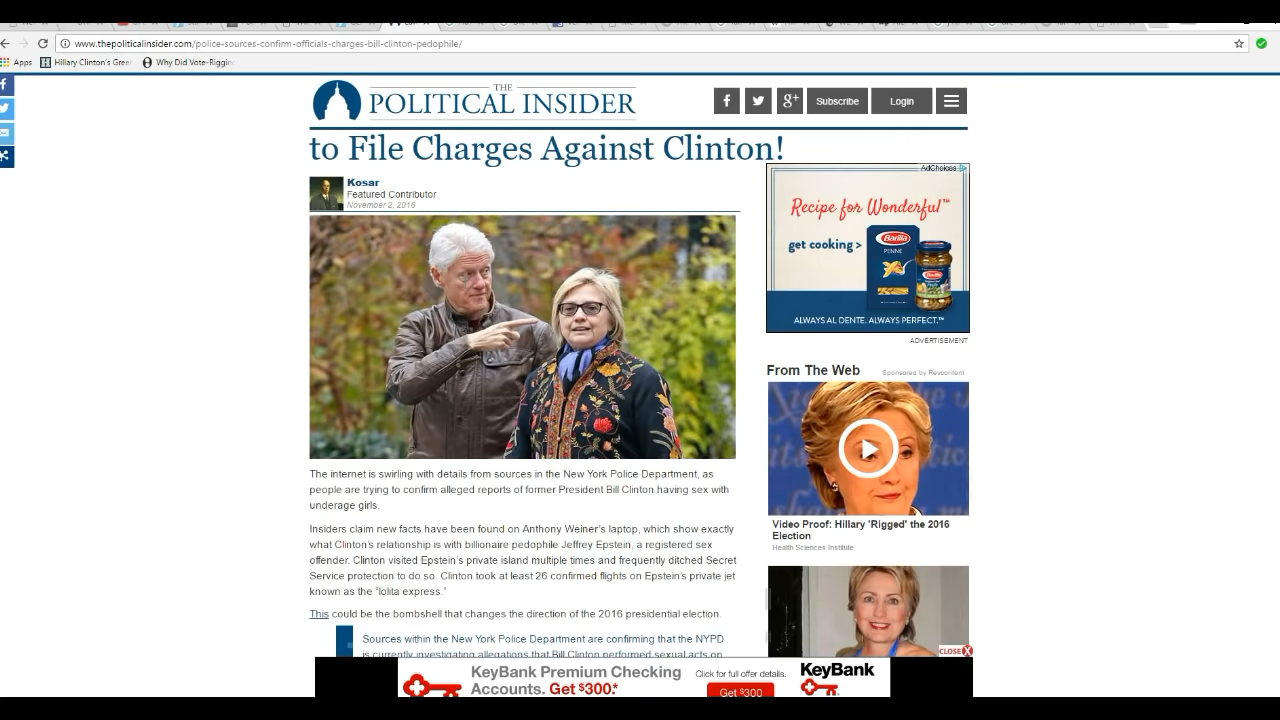 www.thepoliticalinsider.com/police-sources-confirm-officials-charges-bill-clinton-pedophile/
Apps Hillary Clinton's Gree Why Did Vote-Riggin
THE
POLITICAL INSIDER
f g+ Subscribe Login
to File Charges Against Clinton!
Kosar
Featured Contributor
November 2, 2016
AdChoices
Recipe for Wonderful™
get cooking >
Barilla
PENNE
Barilla
ALWAYS AL DENTE, ALWAYS PERFECT.™
ADVERTISEMENT
From The Web Sponsored by Revcontent
Video Proof: Hillary 'Rigged' the 2016
Election
Health Sciences Institute
The internet is swirling with details from sources in the New York Police Department, as
people are trying to confirm alleged reports of former President Bill Clinton having sex with
underage girls.
Insiders claim new facts have been found on Anthony Weiner's laptop, which show exactly
what Clinton's relationship is with billionaire pedophile Jeffrey Epstein, a registered sex
offender. Clinton visited Epstein's private island multiple times and frequently ditched Secret
Service protection to do so. Clinton took at least 26 confirmed flights on Epstein's private jet
known as the "lolita express."
This could be the bombshell that changes the direction of the 2016 presidential election.
Sources within the New York Police Department are confirming that the NYPD
is currently investigating allegations that Bill Clinton performed sexual acts on
CLOSE X
KeyBank Premium Checking
Accounts. Get $300.*
Click for full offer details.
Get $300
KeyBank